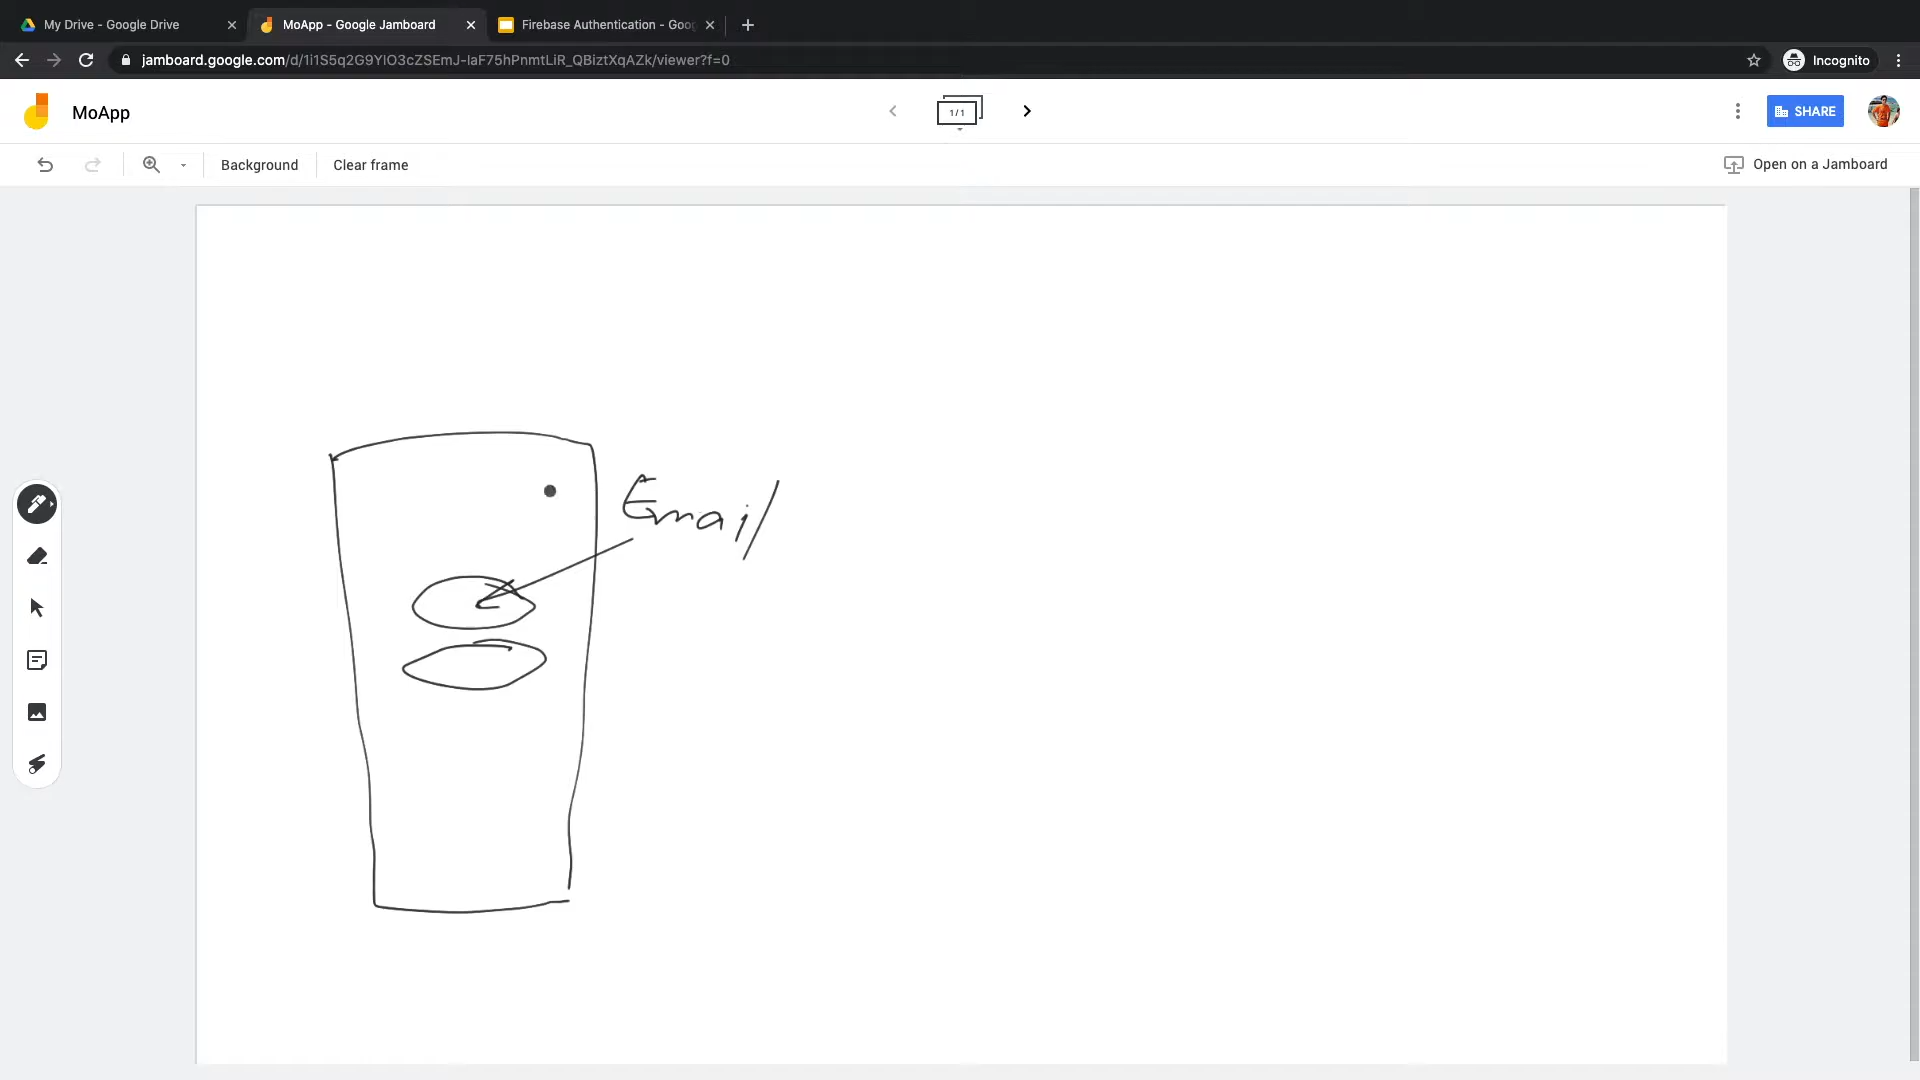 My Drive - Google Drive
MoApp - Google Jamboard
Firebase Authentication - Goog
jamboard.google.com/d/1i1S5q2G9YIO3cZSEmJ-laF75hPnmtLiR_QBiztXqAZk/viewer?f=0
Incognito
MoApp
1/1
SHARE
Background
Clear frame
Open on a Jamboard
Email